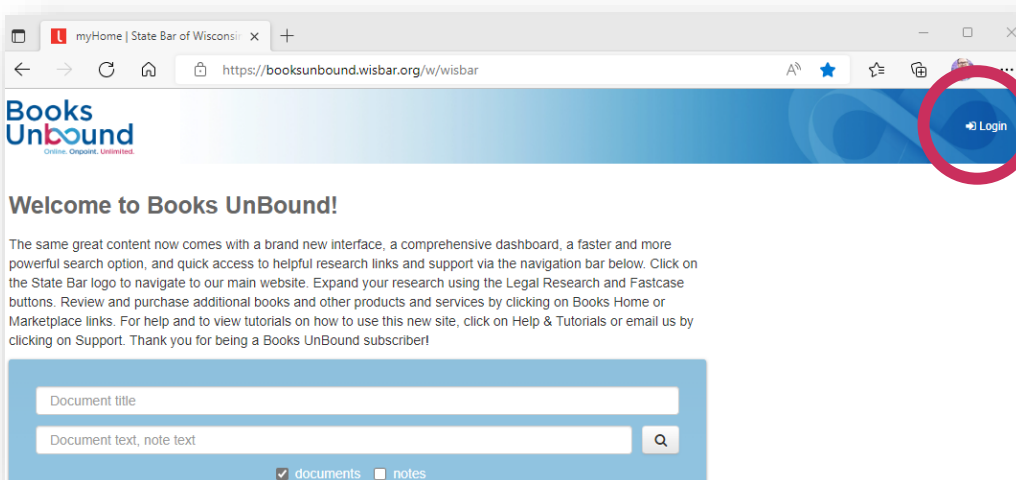 myHome | State Bar of Wisconsin
https://booksunbound.wisbar.org/w/wisbar
Books
Unbound
Online. Onpoint. Unlimited.
Login
Welcome to Books UnBound!
The same great content now comes with a brand new interface, a comprehensive dashboard, a faster and more
powerful search option, and quick access to helpful research links and support via the navigation bar below. Click on
the State Bar logo to navigate to our main website. Expand your research using the Legal Research and Fastcase
buttons. Review and purchase additional books and other products and services by clicking on Books Home or
Marketplace links. For help and to view tutorials on how to use this new site, click on Help & Tutorials or email us by
clicking on Support. Thank you for being a Books UnBound subscriber!
Document title
Document text, note text
documents notes